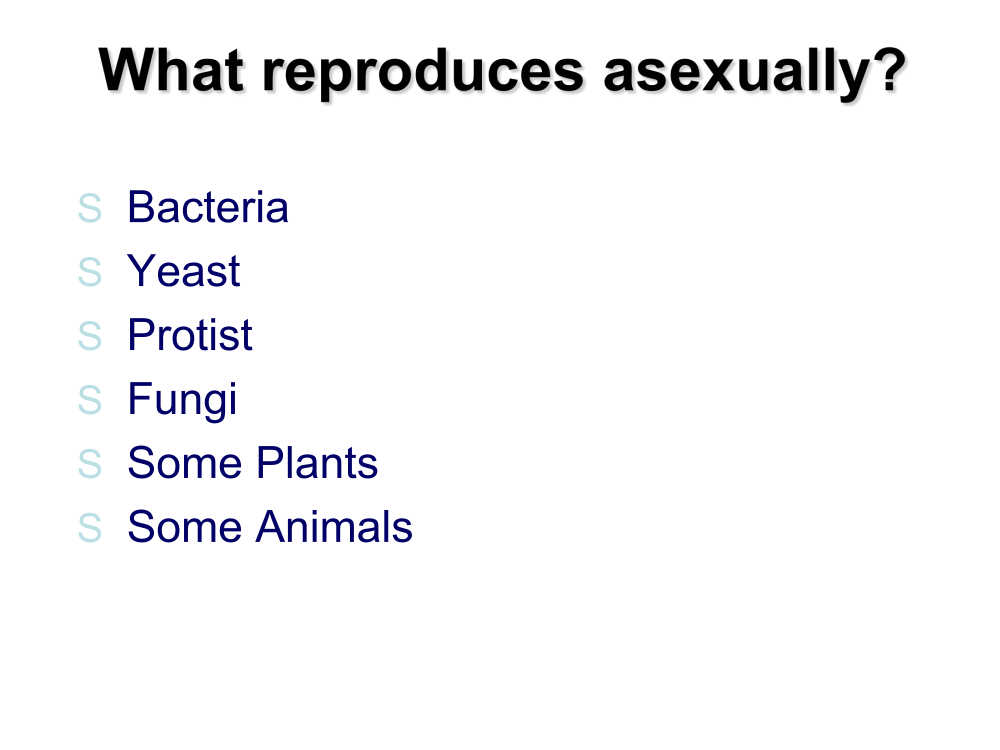 What reproduces asexually?
S Bacteria
S Yeast
S Protist
S Fungi
S Some Plants
S Some Animals